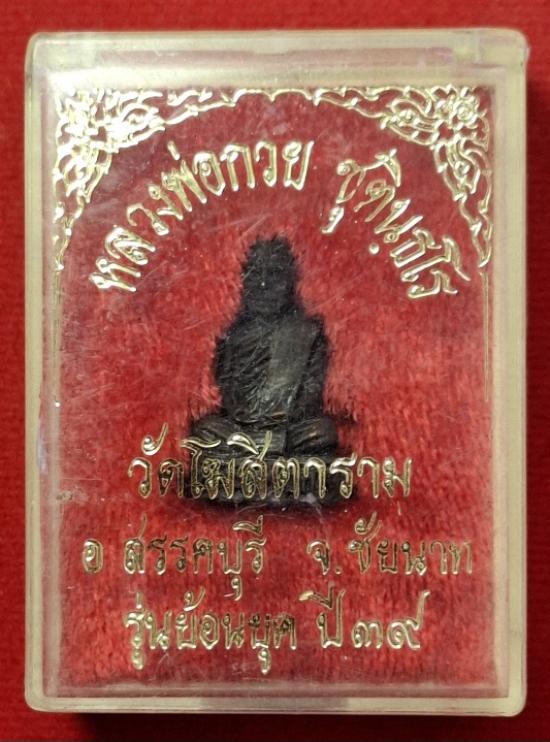 หลวงพ่อกวย ชุตินฺธโร
วัดโฆสิตาราม
อ สรรคบุรี จ. ชัยนาท
รุ่นย้อนยุค ปี ๓๙